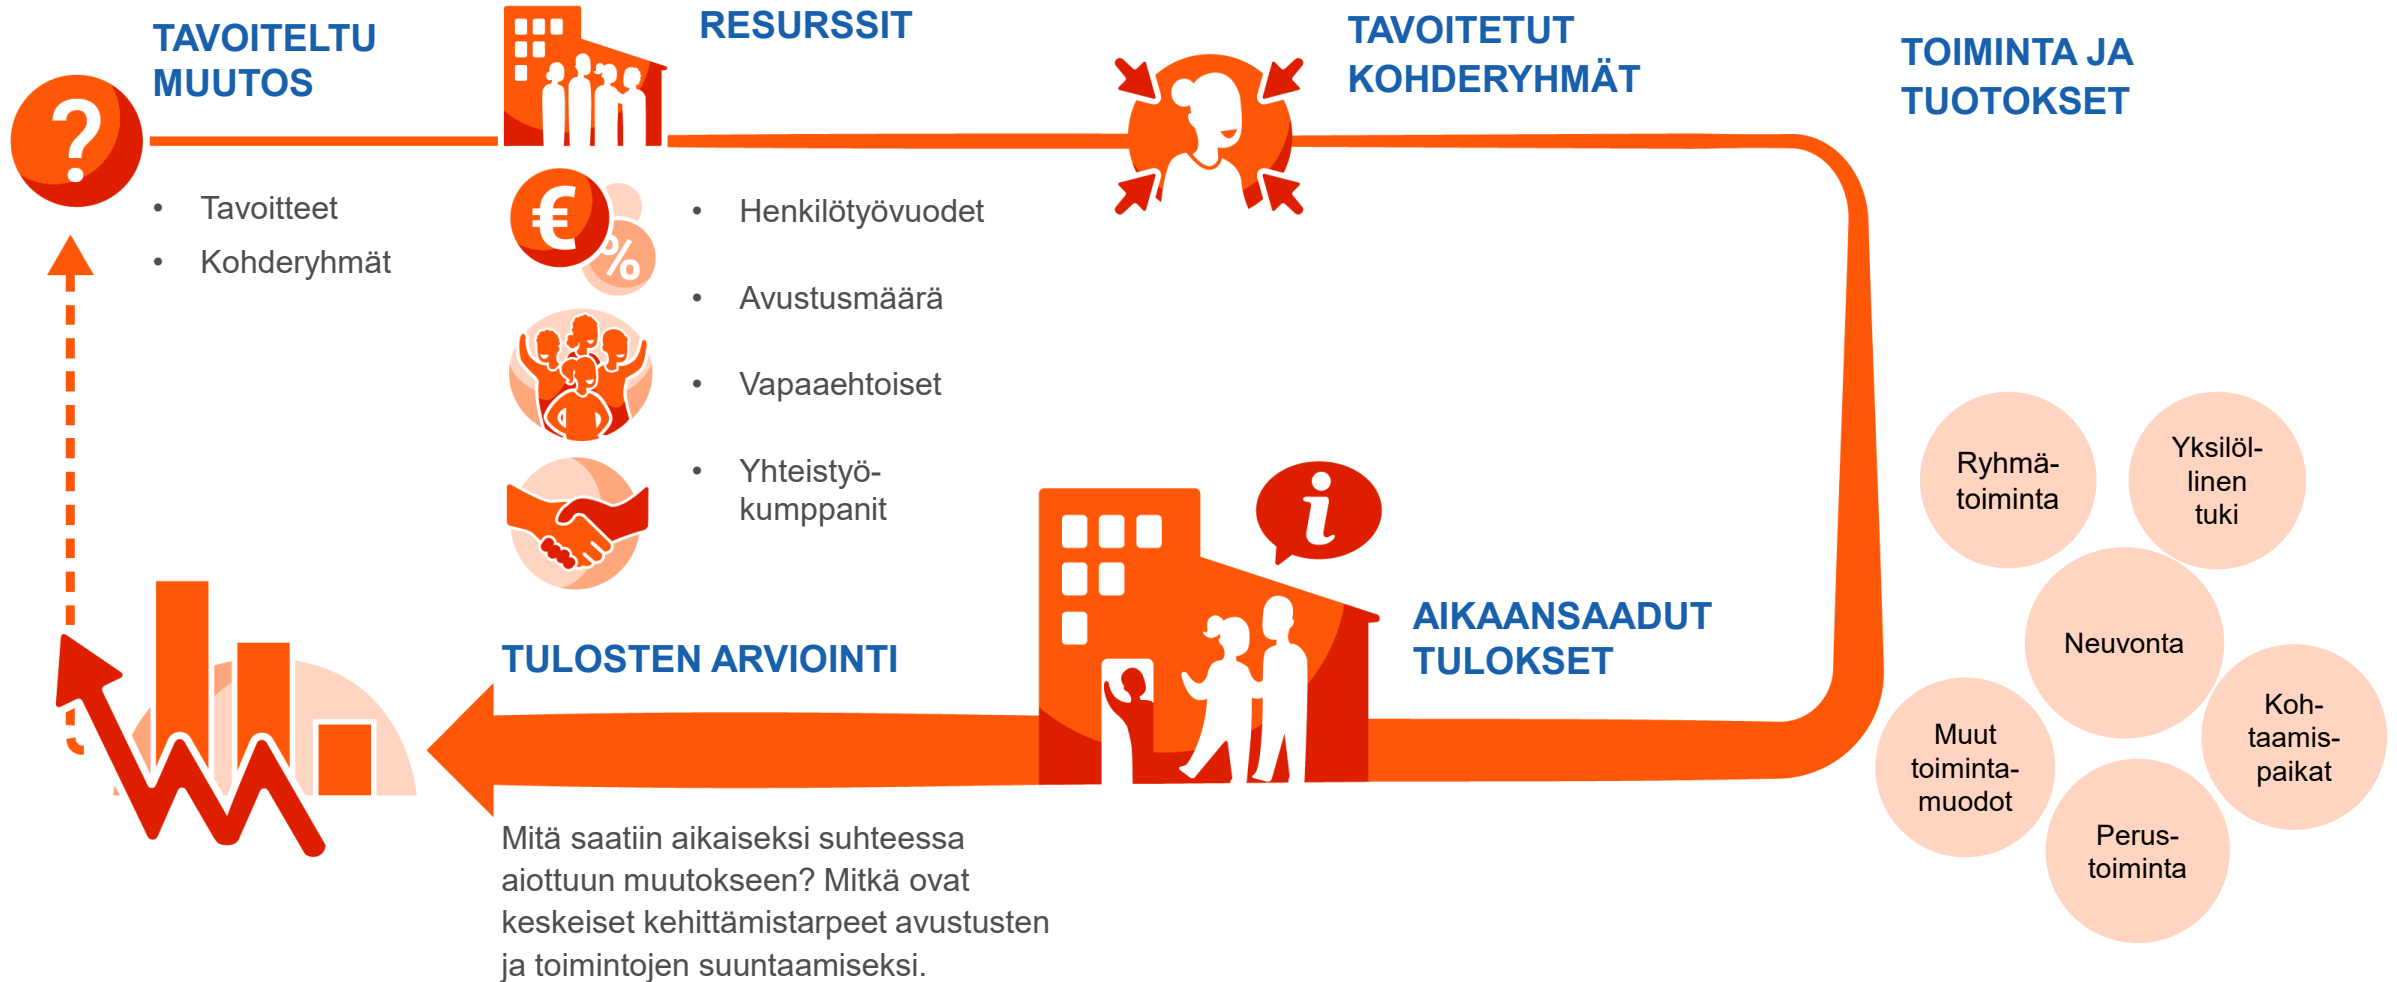 TAVOITELTU
MUUTOS
?
• Tavoitteet
• Kohderyhmät
RESURSSIT
€
%
• Henkilötyövuodet
• Avustusmäärä
• Vapaaehtoiset
• Yhteistyö-
kumppanit
TAVOITETUT
KOHDERYHMÄT
TOIMINTA JA
TUOTOKSET
Ryhmä-
toiminta
Yksilöl-
linen
tuki
Neuvonta
Koh-
taamis-
paikat
Muut
toiminta-
muodot
Perus-
toiminta
i
AIKAANSAADUT
TULOKSET
TULOSTEN ARVIOINTI
Mitä saatiin aikaiseksi suhteessa
aiottuun muutokseen? Mitkä ovat
keskeiset kehittämistarpeet avustusten
ja toimintojen suuntaamiseksi.